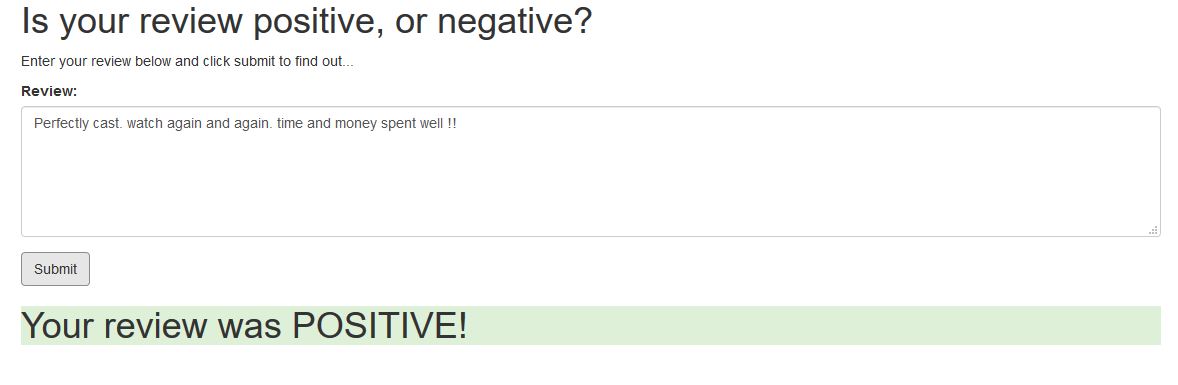 Is your review positive, or negative?
Enter your review below and click submit to find out...
Review:
Perfectly cast. watch again and again. time and money spent well !!
Submit
Your review was POSITIVE!